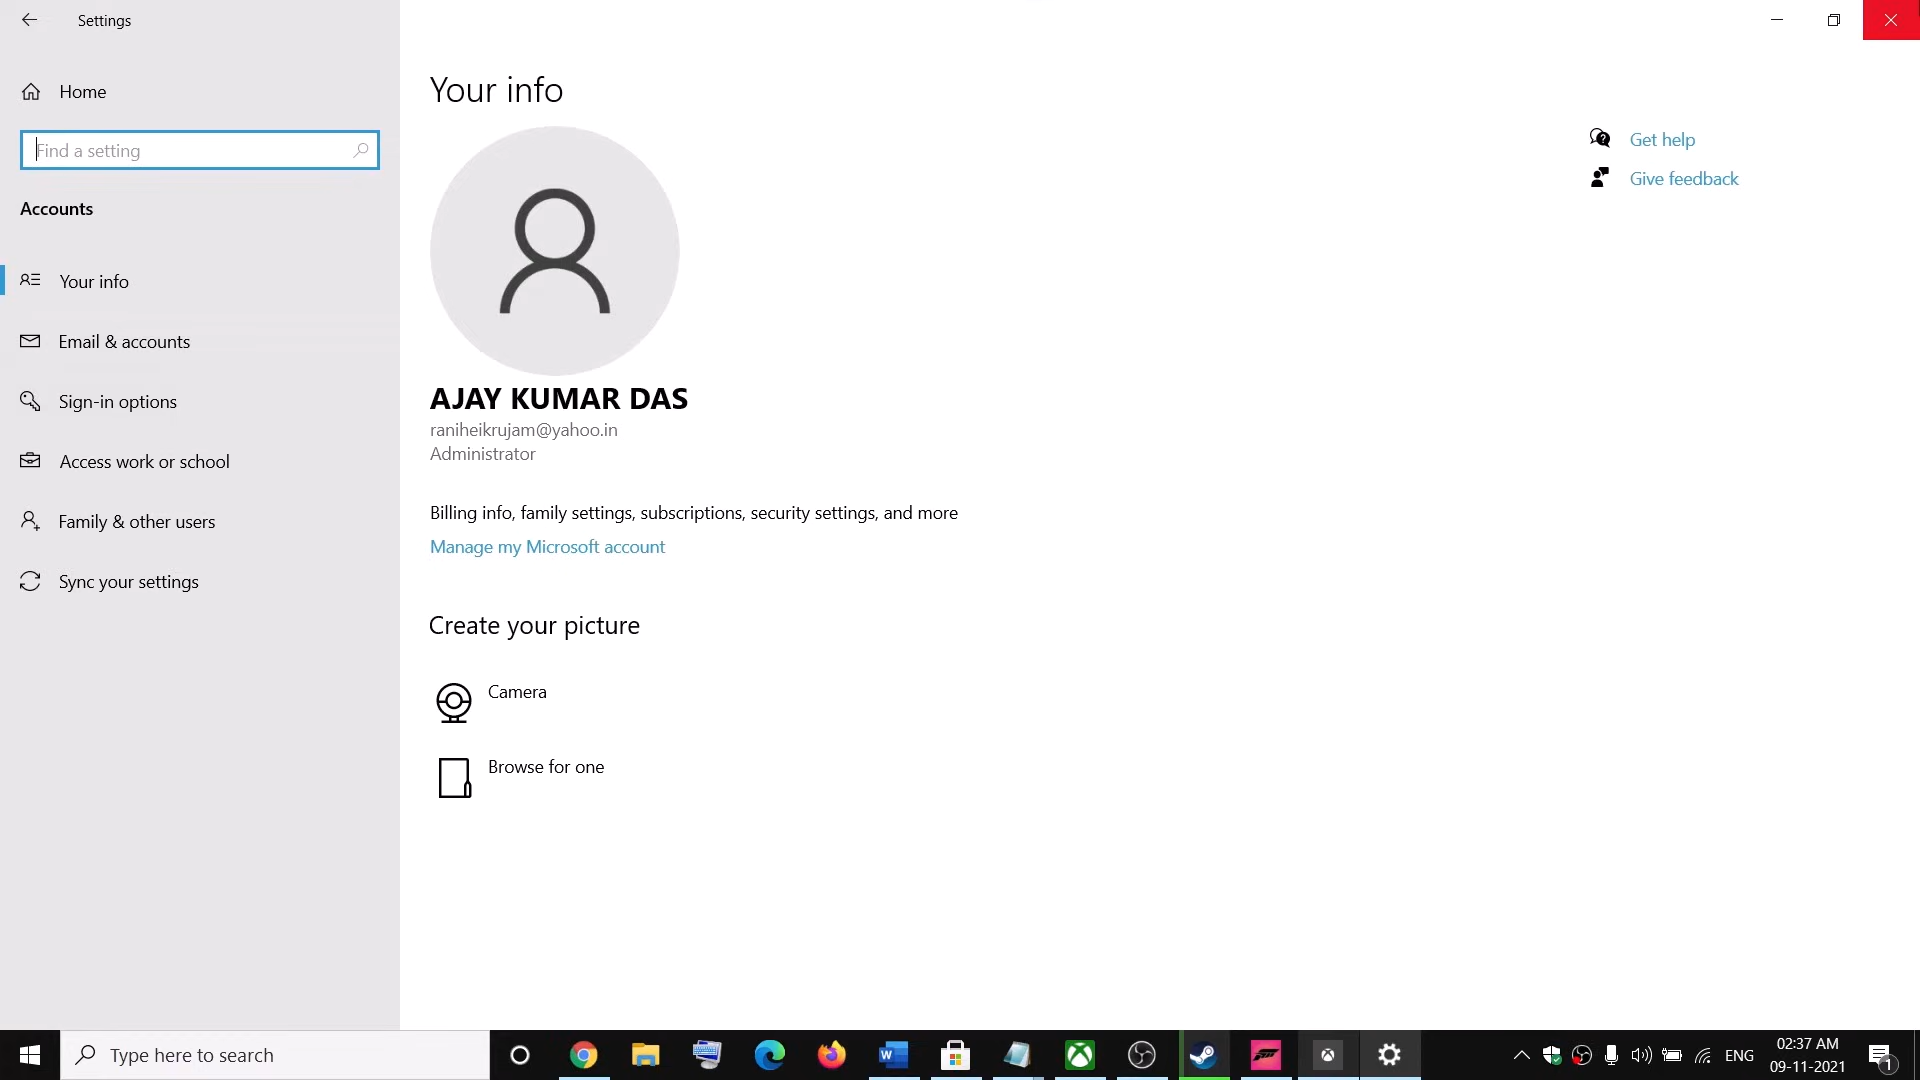 Settings
Home
Find a setting
Accounts
Your info
Email & accounts
Sign-in options
Access work or school
Family & other users
Sync your settings
Your info
AJAY KUMAR DAS
raniheikrujam@yahoo.in
Administrator
Billing info, family settings, subscriptions, security settings, and more
Manage my Microsoft account
Create your picture
Camera
Browse for one
Get help
Give feedback
Type here to search
ENG
02:37 AM
09-11-2021
1